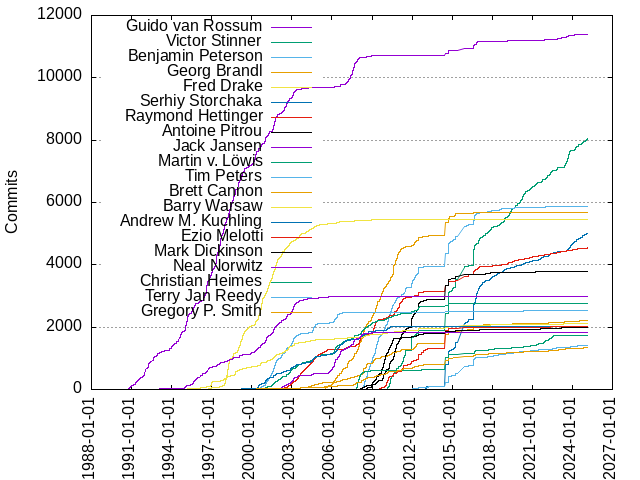 12000
10000
8000
6000
4000
2000
0
Commits
Guido van Rossum
Victor Stinner
Benjamin Peterson
Georg Brandl
Fred Drake
Serhiy Storchaka
Raymond Hettinger
Antoine Pitrou
Jack Jansen
Martin v. Löwis
Tim Peters
Brett Cannon
Barry Warsaw
Andrew M. Kuchling
Ezio Melotti
Mark Dickinson
Neal Norwitz
Christian Heimes
Terry Jan Reedy
Gregory P. Smith
1988-01-01
1991-01-01
1994-01-01
1997-01-01
2000-01-01
2003-01-01
2006-01-01
2009-01-01
2012-01-01
2015-01-01
2018-01-01
2021-01-01
2024-01-01
2027-01-01